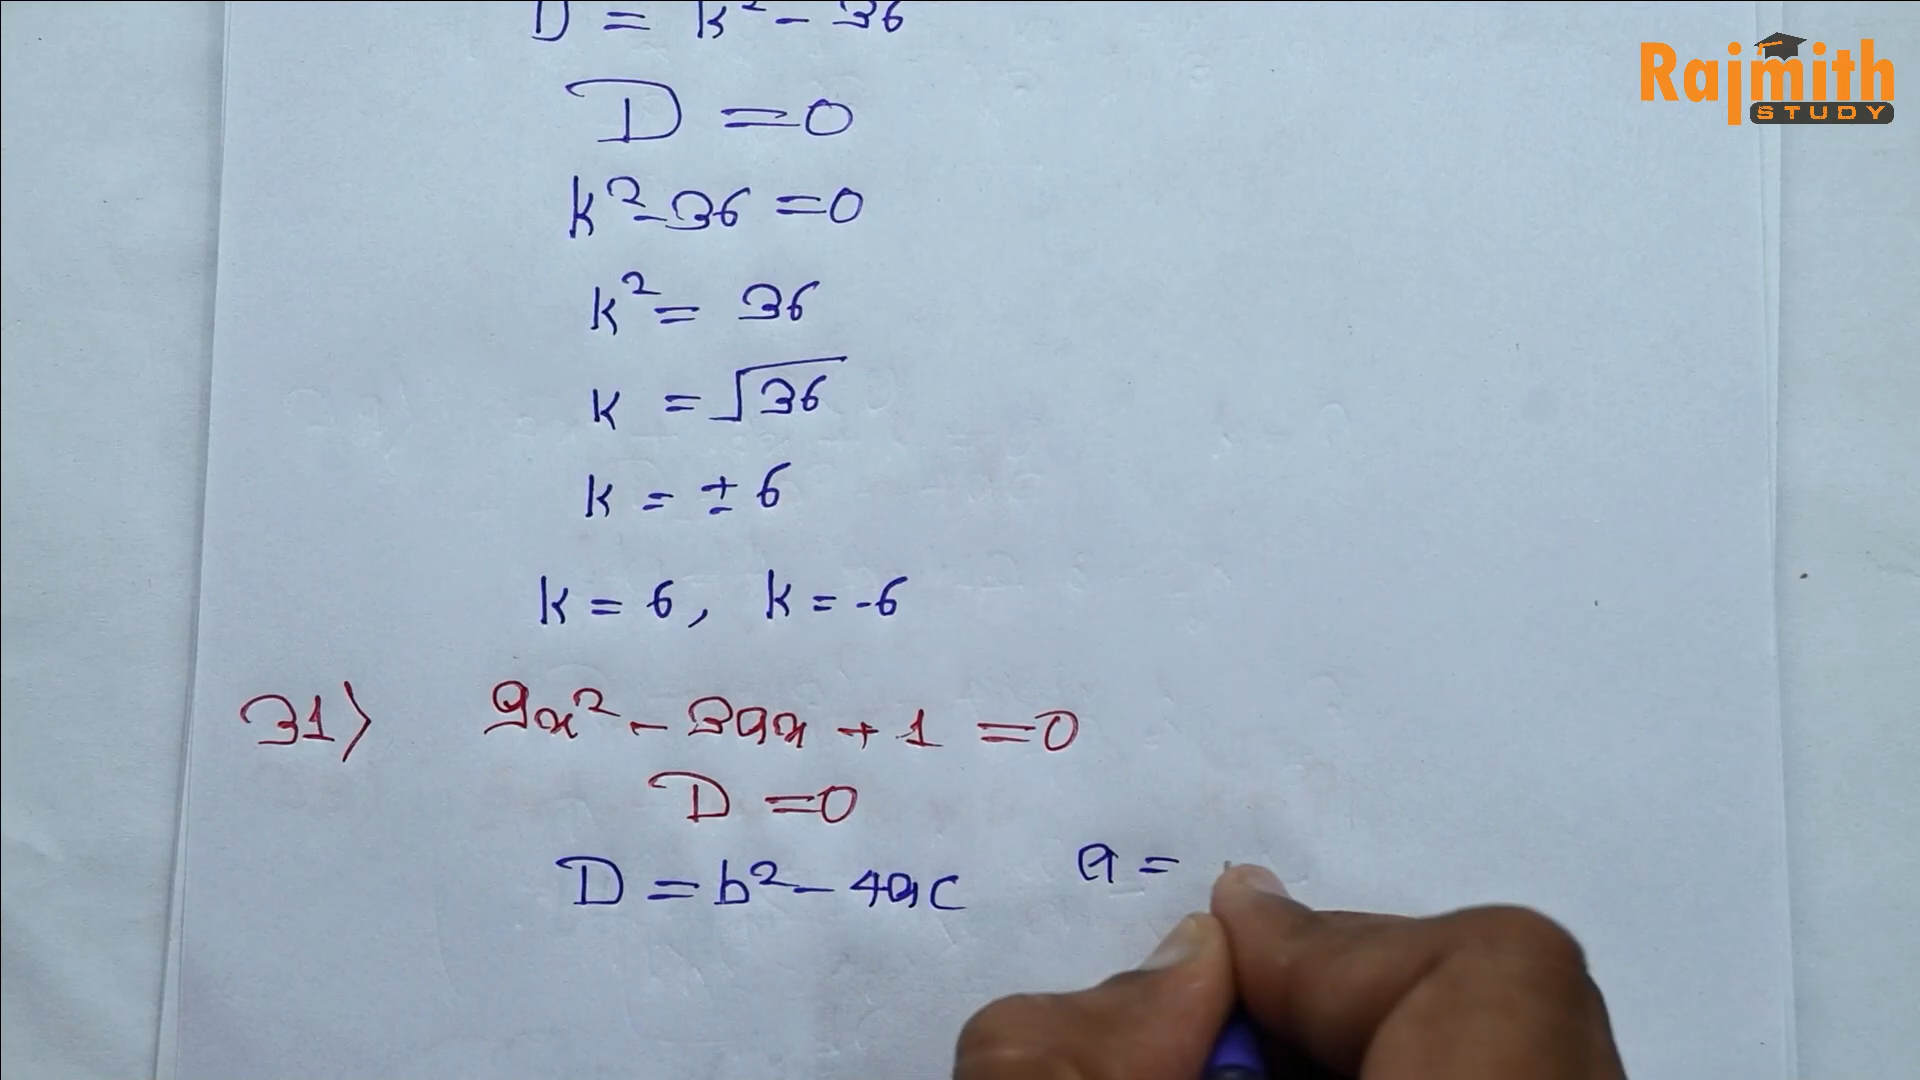 D = k² - 36
Rajmith
STUDY
D = 0
k² - 36 = 0
k² = 36
k = √36
k = ± 6
k = 6, k = -6
31) 9x² - 3ax + 1 = 0
D = 0
D = b² - 4ac a =